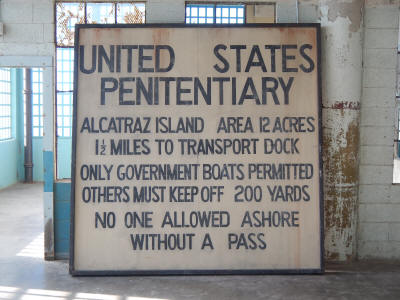 UNITED STATES
PENITENTIARY
ALCATRAZ ISLAND AREA 12 ACRES
1½ MILES TO TRANSPORT DOCK
ONLY GOVERNMENT BOATS PERMITTED
OTHERS MUST KEEP OFF 200 YARDS
NO ONE ALLOWED ASHORE
WITHOUT A PASS